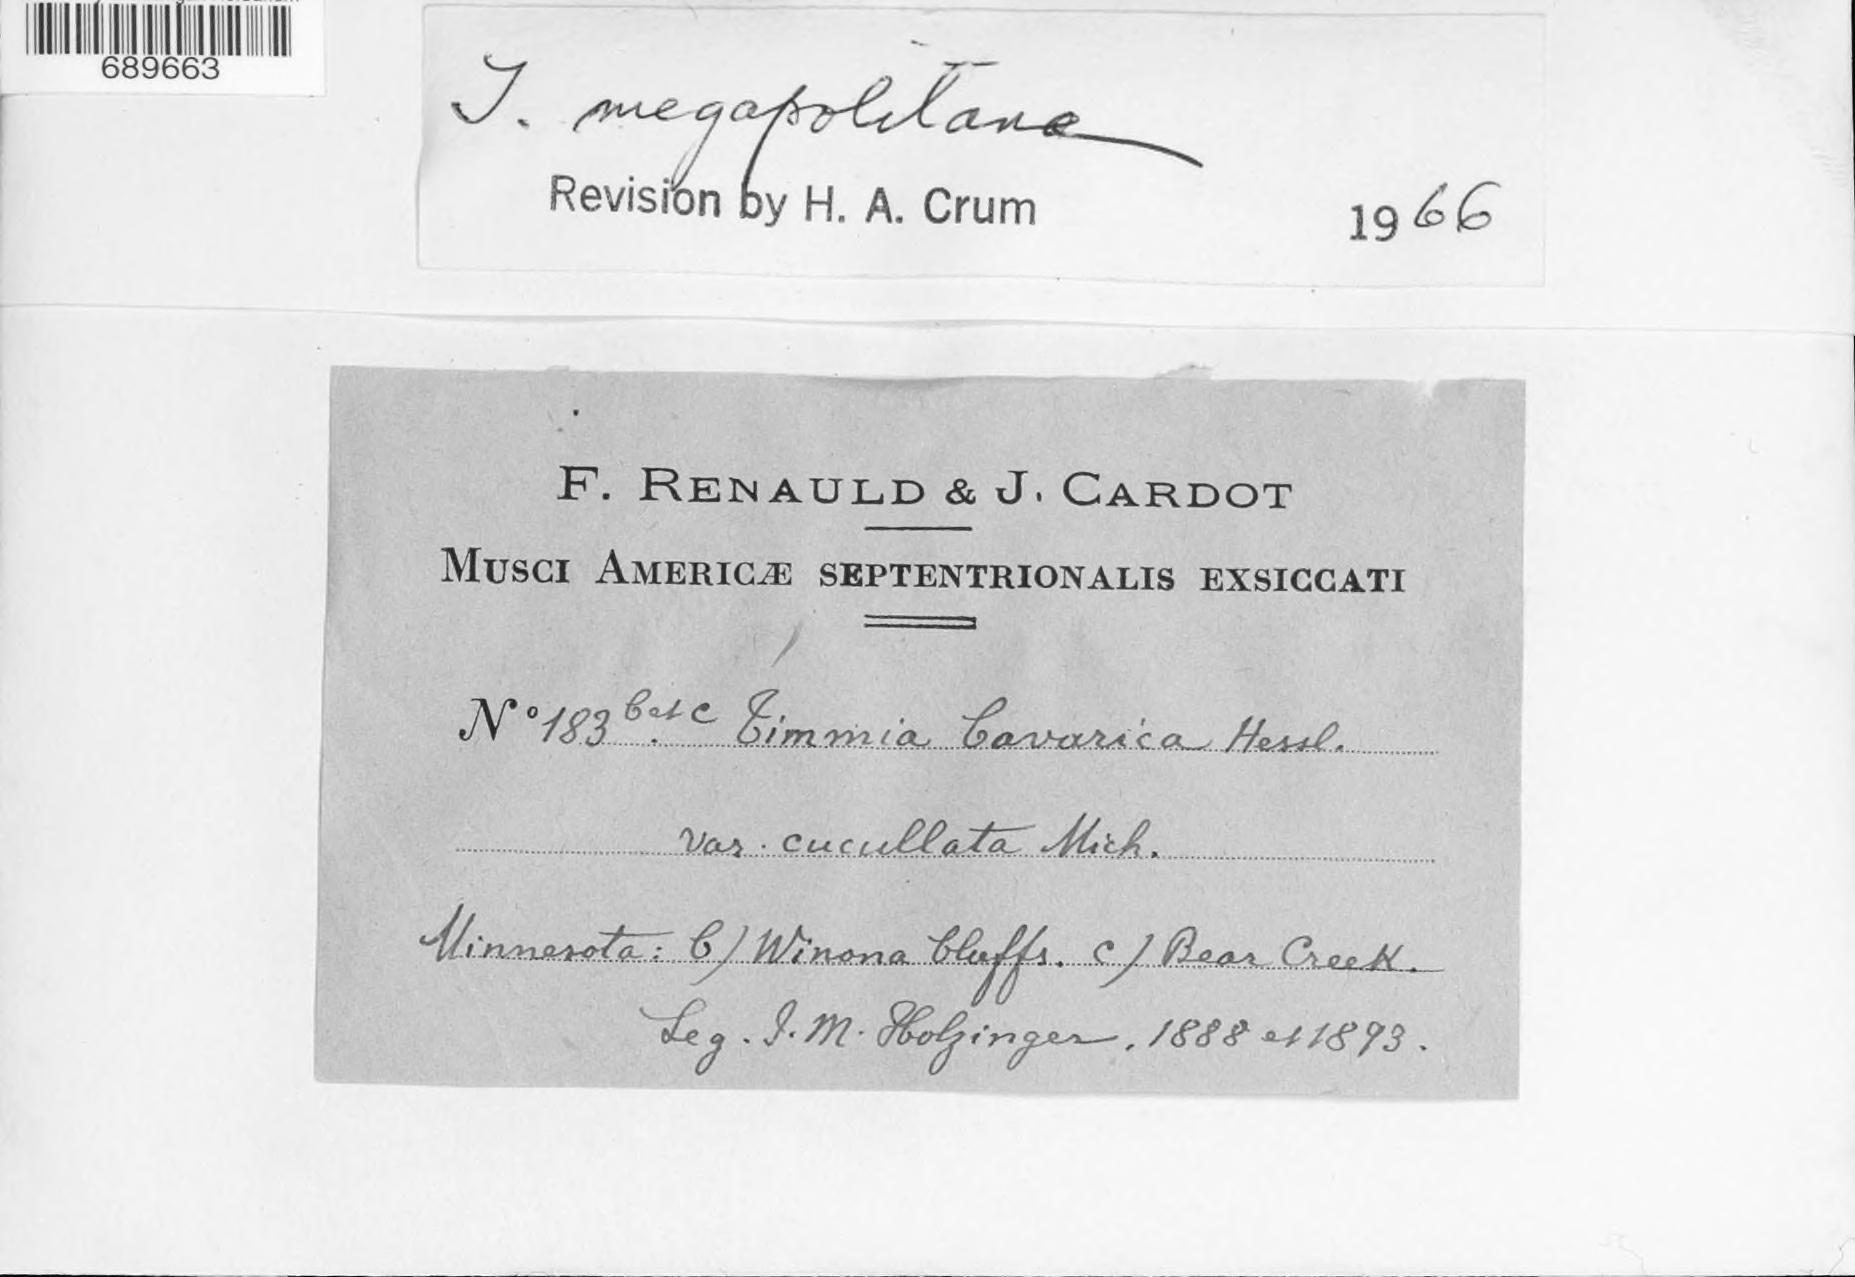 689663
T. megapolitana
Revision by H. A. Crum 1966
F. RENAULD & J. CARDOT
MUSCI AMERICÆ SEPTENTRIONALIS EXSICCATI
N° 183 b et c Timmia bavarica Hessl.
var. cucullata Mich.
Minnesota: b) Winona bluffs. c) Bear Creek.
Leg. J. M. Holzinger, 1888 et 1893.